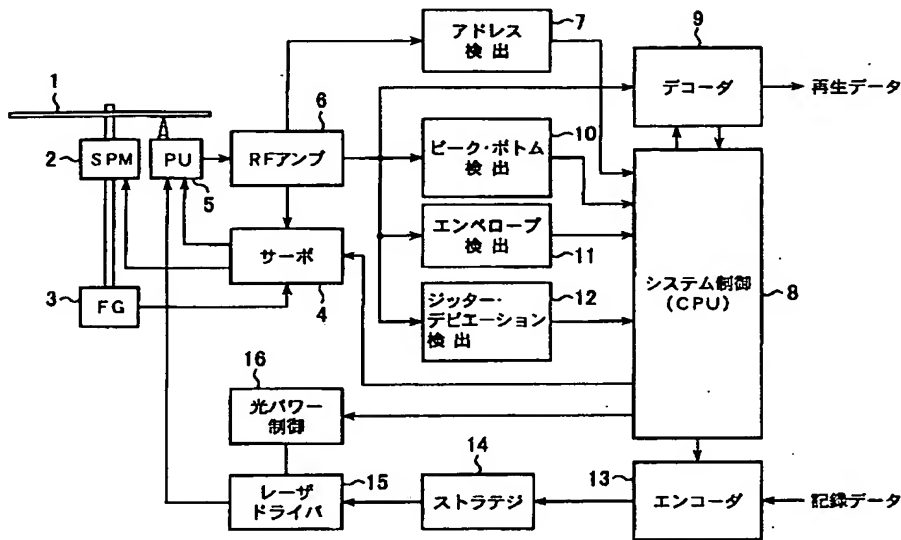 7
アドレス
検出
9
デコーダ
再生データ
1
6
RFアンプ
2
SPM
PU
5
10
ピーク・ボトム
検出
エンベロープ
検出
11
サーボ
4
3
FG
12
ジッター・
デビエーション
検出
システム制御
(CPU)
8
16
光パワー
制御
15
レーザ
ドライバ
14
ストラテジ
13
エンコーダ
記録データ